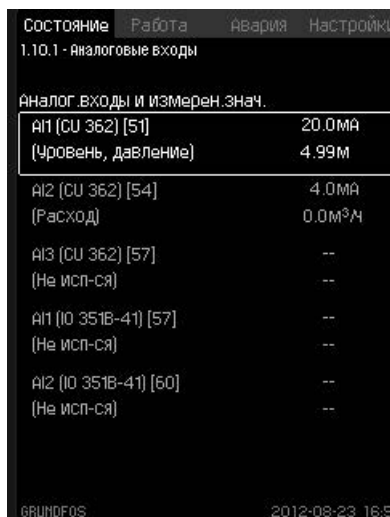 Состояние Работа Авария Настройки
1.10.1 - Аналоговые входы
Аналог.входы и измерен.знач.
AI1 (CU 362) [51] 20.0мА
(Уровень, давление) 4.99м
AI2 (CU 362) [54] 4.0мА
(Расход) 0.0м³/ч
AI3 (CU 362) [57] --
(Не исп-ся) --
AI1 (IO 351B-41) [57] --
(Не исп-ся) --
AI2 (IO 351B-41) [60] --
(Не исп-ся) --
GRUNDFOS 2012-08-23 16:5